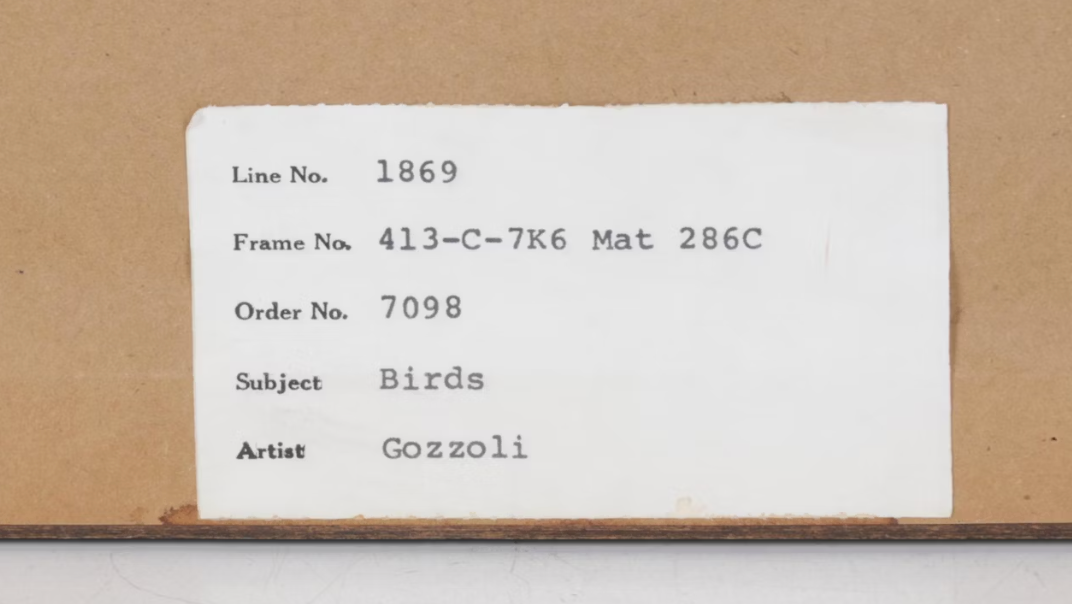 Line No. 1869
Frame No. 413-C-7K6 Mat 286C
Order No. 7098
Subject Birds
Artist Gozzoli